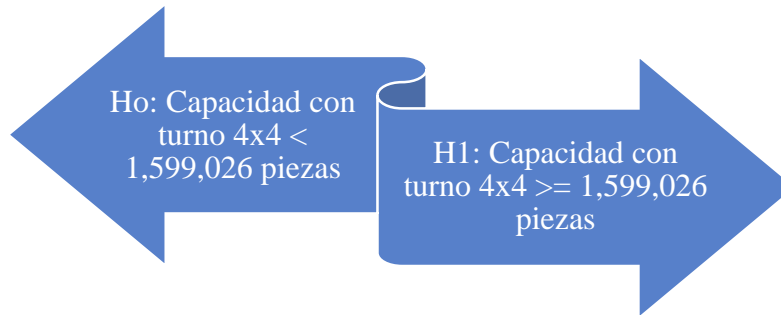 Ho: Capacidad con
turno 4x4 <
1,599,026 piezas
H1: Capacidad con
turno 4x4 >= 1,599,026
piezas